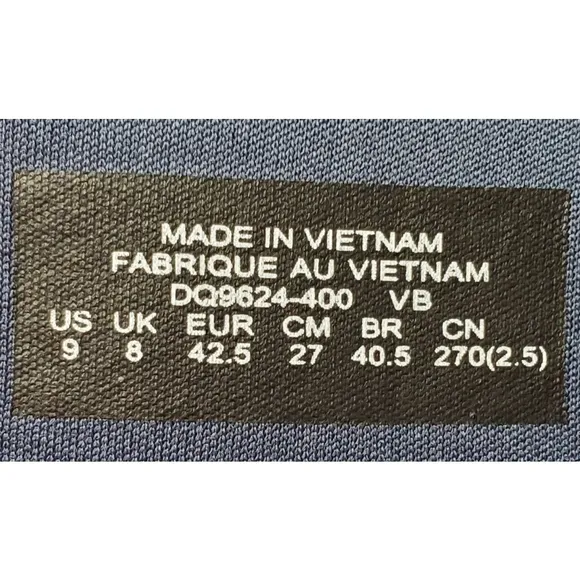 MADE IN VIETNAM
FABRIQUE AU VIETNAM
DQ9624-400 VB
US UK EUR CM BR CN
9 8 42.5 27 40.5 270(2.5)